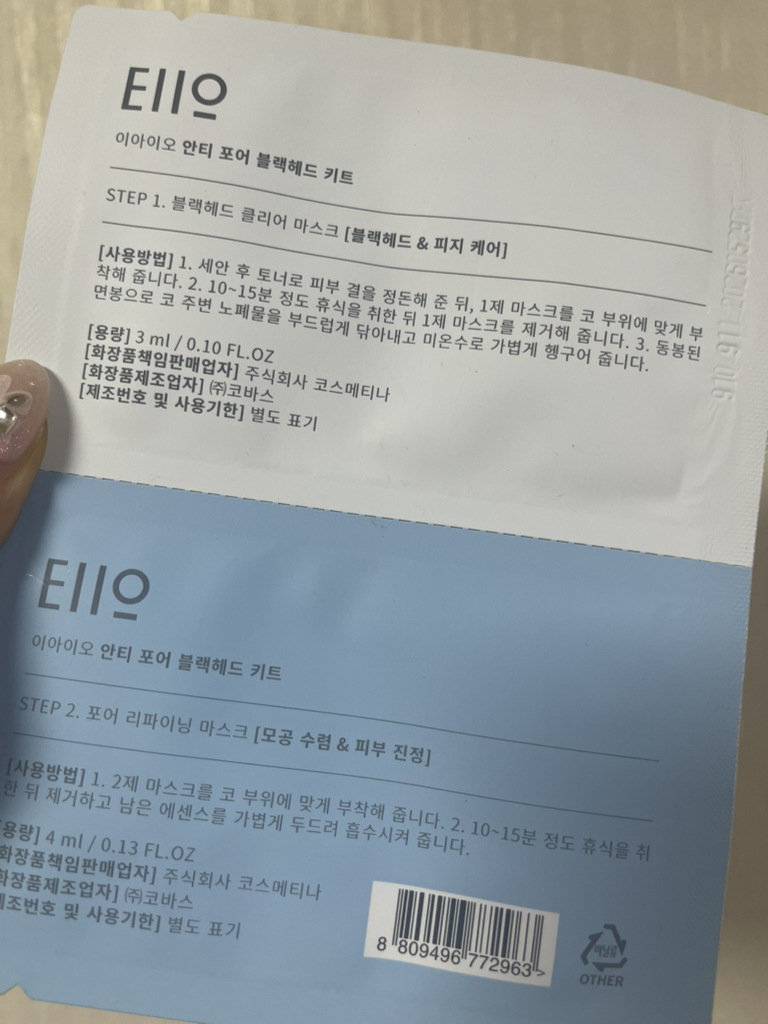 EIIO
이아이오 안티 포어 블랙헤드 키트
STEP 1. 블랙헤드 클리어 마스크 [블랙헤드 & 피지 케어]
[사용방법] 1. 세안 후 토너로 피부 결을 정돈해 준 뒤, 1제 마스크를 코 부위에 맞게 부
착해 줍니다. 2. 10~15분 정도 휴식을 취한 뒤 1제 마스크를 제거해 줍니다. 3. 동봉된
면봉으로 코 주변 노폐물을 부드럽게 닦아내고 미온수로 가볍게 헹구어 줍니다.
[용량] 3 ml / 0.10 FL.OZ
[화장품책임판매업자] 주식회사 코스메티나
[화장품제조업자] ㈜코바스
[제조번호 및 사용기한] 별도 표기
EIIO
이아이오 안티 포어 블랙헤드 키트
STEP 2. 포어 리파이닝 마스크 [모공 수렴 & 피부 진정]
[사용방법] 1. 2제 마스크를 코 부위에 맞게 부착해 줍니다. 2. 10~15분 정도 휴식을 취
한 뒤 제거하고 남은 에센스를 가볍게 두드려 흡수시켜 줍니다.
용량] 4 ml / 0.13 FL.OZ
화장품책임판매업자] 주식회사 코스메티나
화장품제조업자] ㈜코바스
제조번호 및 사용기한] 별도 표기
8 809496 772963 >
비닐류
OTHER